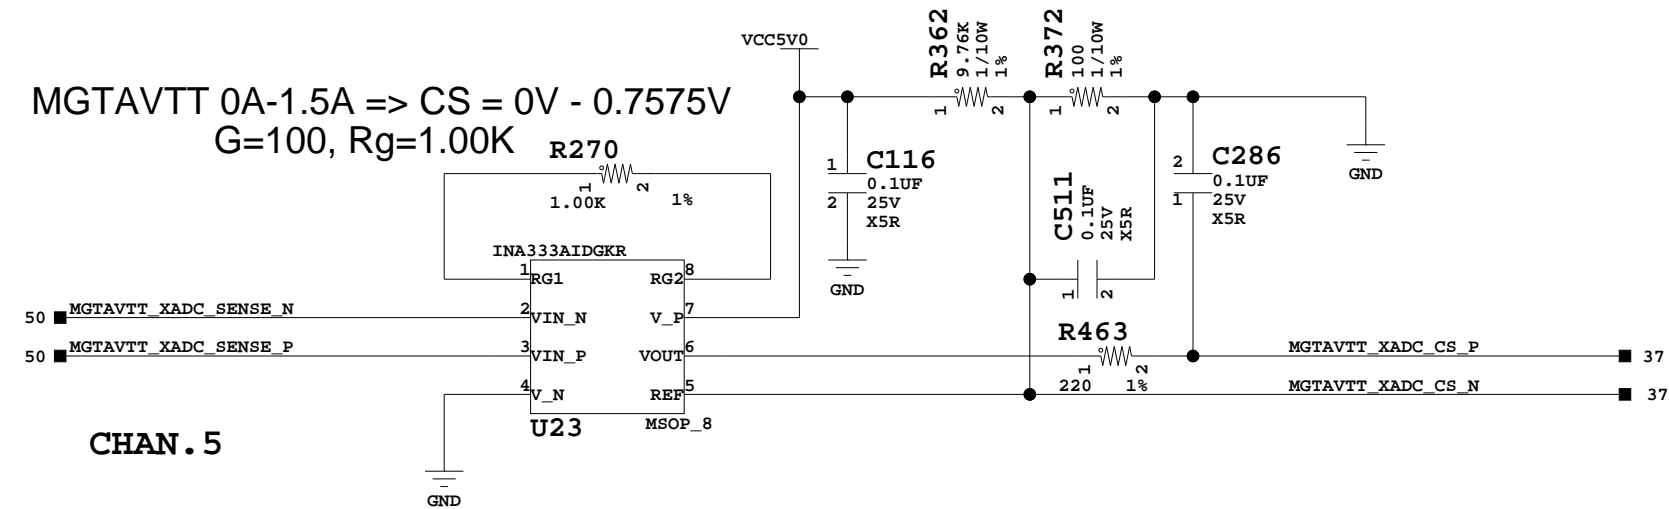 VCC5V0
R362
9.76K
1/10W
1%
R372
100
1/10W
1%
1 2
1 2
MGTAVTT 0A-1.5A => CS = 0V - 0.7575V
G=100, Rg=1.00K
R270
1 2
1.00K 1%
1 C116
0.1UF
2 25V
X5R
GND
C511
0.1UF
25V
X5R
1 2
2 C286
0.1UF
1 25V
X5R
GND
INA333AIDGKR
1 RG1 RG2 8
50 MGTAVTT_XADC_SENSE_N 2 VIN_N V_P 7
R463
50 MGTAVTT_XADC_SENSE_P 3 VIN_P VOUT 6 1 2 MGTAVTT_XADC_CS_P 37
220 1%
4 V_N REF 5 MGTAVTT_XADC_CS_N 37
U23 MSOP_8
CHAN.5
GND